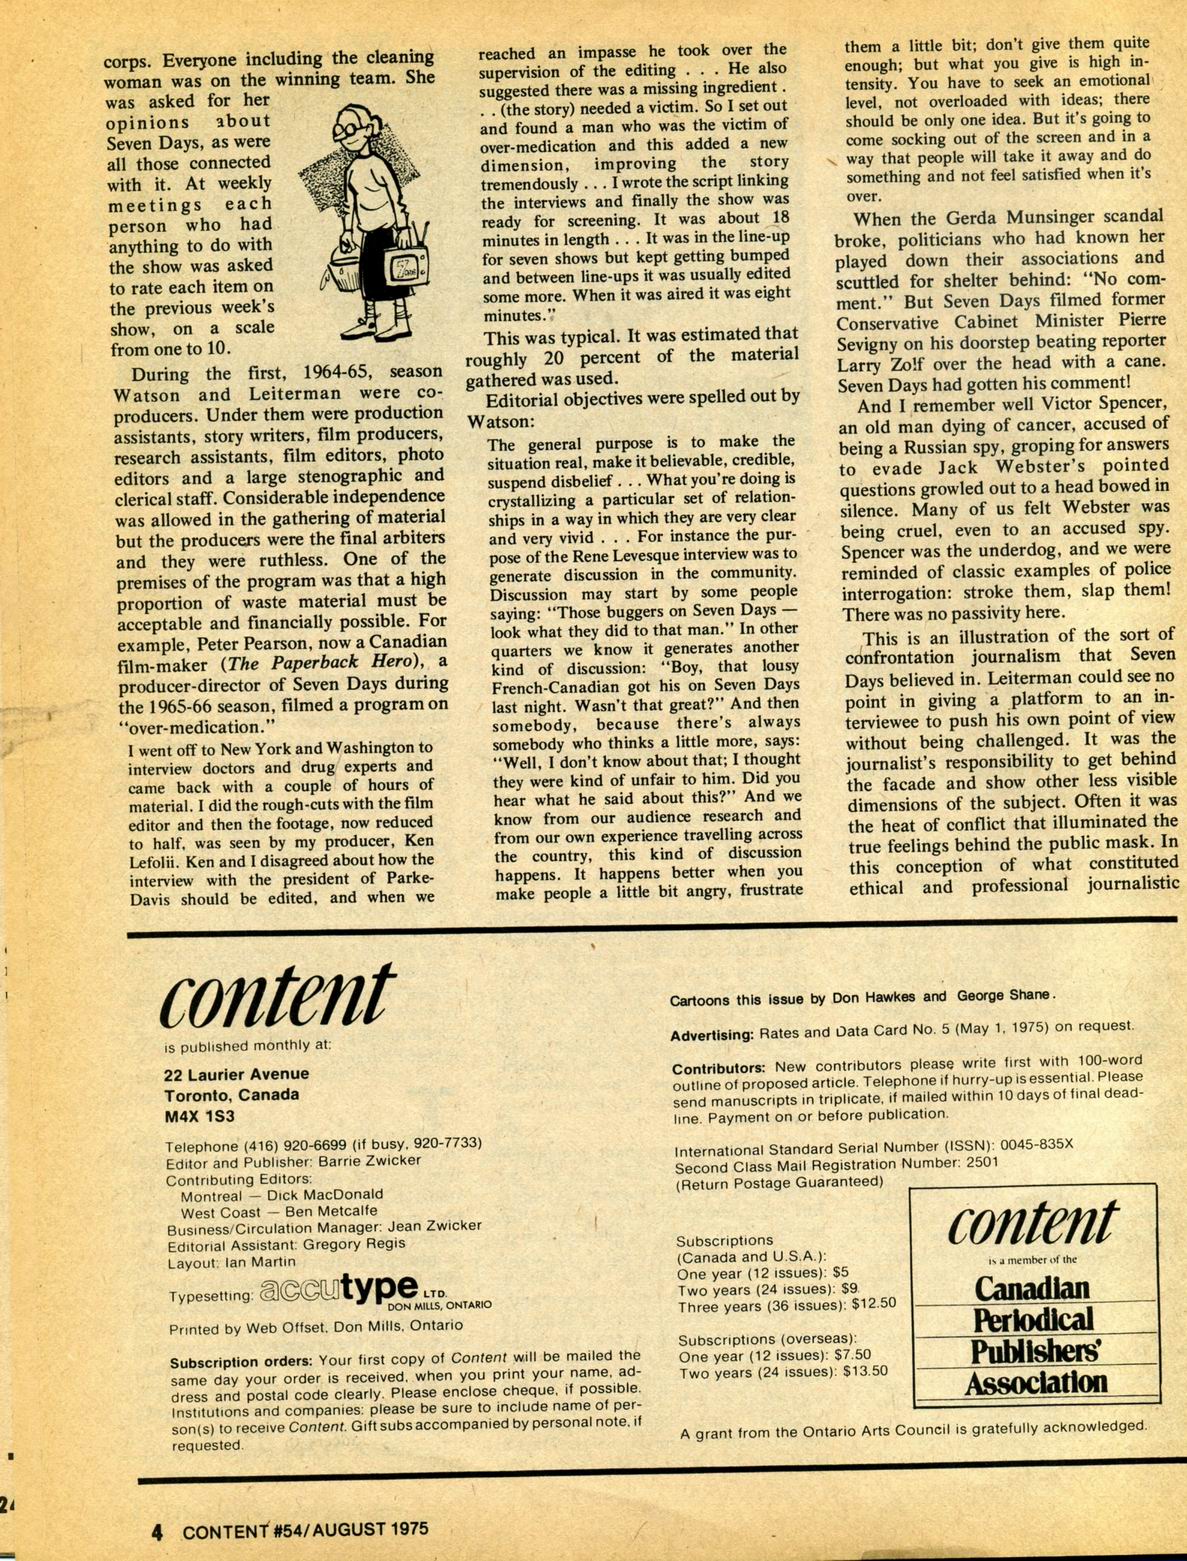 corps. Everyone including the cleaning
woman was on the winning team. She
was asked for her
opinions about
Seven Days, as were
all those connected
with it. At weekly
meetings each
person who had
anything to do with
the show was asked
to rate each item on
the previous week's
show, on a scale
from one to 10.
During the first, 1964-65, season
Watson and Leiterman were co-
producers. Under them were production
assistants, story writers, film producers,
research assistants, film editors, photo
editors and a large stenographic and
clerical staff. Considerable independence
was allowed in the gathering of material
but the producers were the final arbiters
and they were ruthless. One of the
premises of the program was that a high
proportion of waste material must be
acceptable and financially possible. For
example, Peter Pearson, now a Canadian
film-maker (The Paperback Hero), a
producer-director of Seven Days during
the 1965-66 season, filmed a program on
"over-medication."
I went off to New York and Washington to
interview doctors and drug experts and
came back with a couple of hours of
material. I did the rough-cuts with the film
editor and then the footage, now reduced
to half, was seen by my producer, Ken
Lefolii. Ken and I disagreed about how the
interview with the president of Parke-
Davis should be edited, and when we
reached an impasse he took over the
supervision of the editing . . . He also
suggested there was a missing ingredient .
. . (the story) needed a victim. So I set out
and found a man who was the victim of
over-medication and this added a new
dimension, improving the story
tremendously . . . I wrote the script linking
the interviews and finally the show was
ready for screening. It was about 18
minutes in length . . . It was in the line-up
for seven shows but kept getting bumped
and between line-ups it was usually edited
some more. When it was aired it was eight
minutes."
This was typical. It was estimated that
roughly 20 percent of the material
gathered was used.
Editorial objectives were spelled out by
Watson:
The general purpose is to make the
situation real, make it believable, credible,
suspend disbelief . . . What you're doing is
crystallizing a particular set of relation-
ships in a way in which they are very clear
and very vivid . . . For instance the pur-
pose of the Rene Levesque interview was to
generate discussion in the community.
Discussion may start by some people
saying: "Those buggers on Seven Days —
look what they did to that man." In other
quarters we know it generates another
kind of discussion: "Boy, that lousy
French-Canadian got his on Seven Days
last night. Wasn't that great?" And then
somebody, because there's always
somebody who thinks a little more, says:
"Well, I don't know about that; I thought
they were kind of unfair to him. Did you
hear what he said about this?" And we
know from our audience research and
from our own experience travelling across
the country, this kind of discussion
happens. It happens better when you
make people a little bit angry, frustrate
them a little bit; don't give them quite
enough; but what you give is high in-
tensity. You have to seek an emotional
level, not overloaded with ideas; there
should be only one idea. But it's going to
come socking out of the screen and in a
way that people will take it away and do
something and not feel satisfied when it's
over.
When the Gerda Munsinger scandal
broke, politicians who had known her
played down their associations and
scuttled for shelter behind: "No com-
ment." But Seven Days filmed former
Conservative Cabinet Minister Pierre
Sevigny on his doorstep beating reporter
Larry Zolf over the head with a cane.
Seven Days had gotten his comment!
And I remember well Victor Spencer,
an old man dying of cancer, accused of
being a Russian spy, groping for answers
to evade Jack Webster's pointed
questions growled out to a head bowed in
silence. Many of us felt Webster was
being cruel, even to an accused spy.
Spencer was the underdog, and we were
reminded of classic examples of police
interrogation: stroke them, slap them!
There was no passivity here.
This is an illustration of the sort of
confrontation journalism that Seven
Days believed in. Leiterman could see no
point in giving a platform to an in-
terviewee to push his own point of view
without being challenged. It was the
journalist's responsibility to get behind
the facade and show other less visible
dimensions of the subject. Often it was
the heat of conflict that illuminated the
true feelings behind the public mask. In
this conception of what constituted
ethical and professional journalistic
content
is published monthly at:
22 Laurier Avenue
Toronto, Canada
M4X 1S3
Telephone (416) 920-6699 (if busy, 920-7733)
Editor and Publisher: Barrie Zwicker
Contributing Editors:
Montreal — Dick MacDonald
West Coast — Ben Metcalfe
Business/Circulation Manager: Jean Zwicker
Editorial Assistant: Gregory Regis
Layout: Ian Martin
Typesetting: accutype LTD.
DON MILLS, ONTARIO
Printed by Web Offset, Don Mills, Ontario
Subscription orders: Your first copy of Content will be mailed the
same day your order is received, when you print your name, ad-
dress and postal code clearly. Please enclose cheque, if possible.
Institutions and companies: please be sure to include name of per-
son(s) to receive Content. Gift subs accompanied by personal note, if
requested.
Cartoons this issue by Don Hawkes and George Shane.
Advertising: Rates and Data Card No. 5 (May 1, 1975) on request.
Contributors: New contributors please write first with 100-word
outline of proposed article. Telephone if hurry-up is essential. Please
send manuscripts in triplicate, if mailed within 10 days of final dead-
line. Payment on or before publication.
International Standard Serial Number (ISSN): 0045-835X
Second Class Mail Registration Number: 2501
(Return Postage Guaranteed)
Subscriptions
(Canada and U.S.A.):
One year (12 issues): $5
Two years (24 issues): $9
Three years (36 issues): $12.50
Subscriptions (overseas):
One year (12 issues): $7.50
Two years (24 issues): $13.50
content
is a member of the
Canadian
Periodical
Publishers'
Association
A grant from the Ontario Arts Council is gratefully acknowledged.
4 CONTENT #54/AUGUST 1975